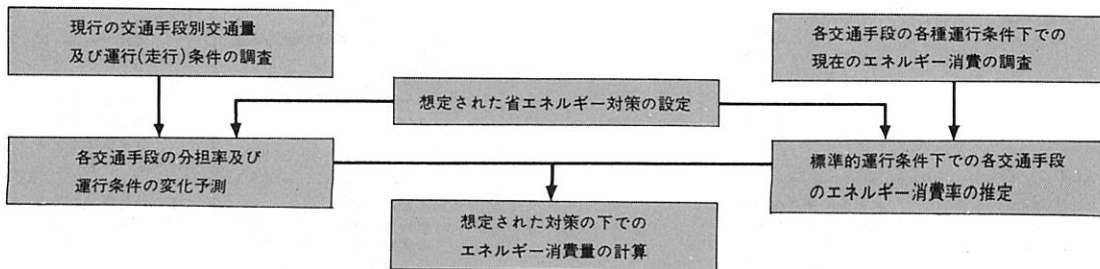 現行の交通手段別交通量
及び運行(走行)条件の調査
各交通手段の各種運行条件下での
現在のエネルギー消費の調査
想定された省エネルギー対策の設定
各交通手段の分担率及び
運行条件の変化予測
標準的運行条件下での各交通手段
のエネルギー消費率の推定
想定された対策の下での
エネルギー消費量の計算